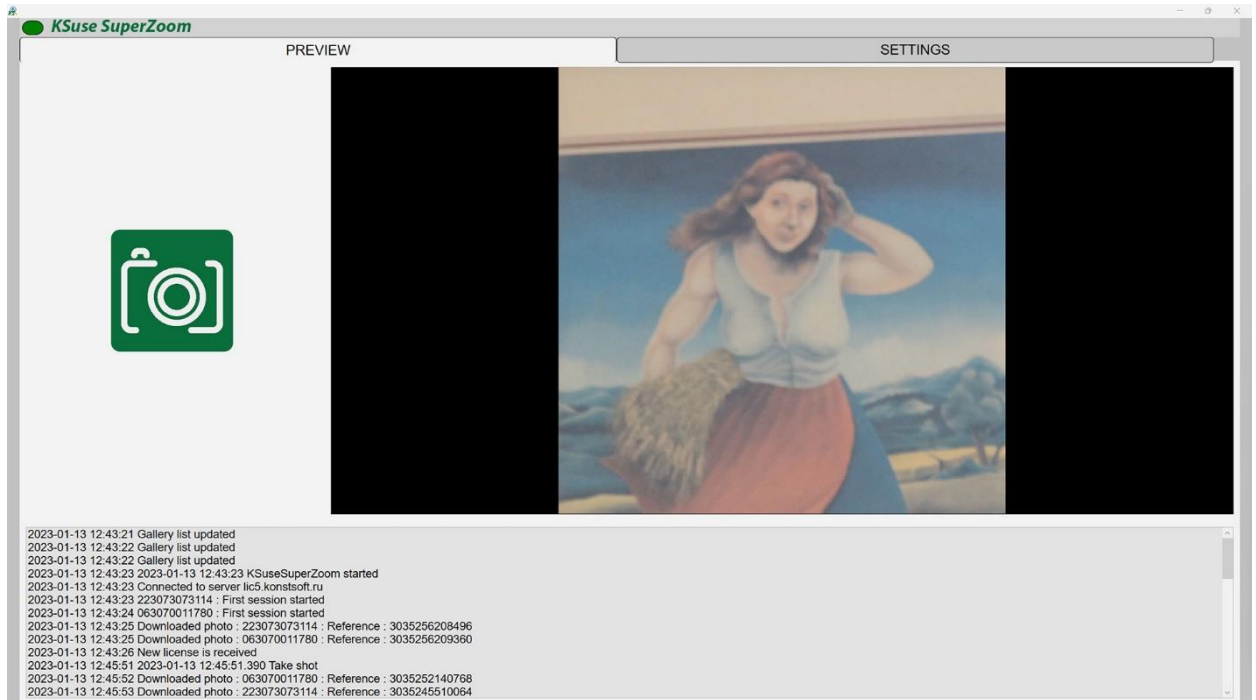 KSuse SuperZoom
PREVIEW
SETTINGS
2023-01-13 12:43:21 Gallery list updated
2023-01-13 12:43:22 Gallery list updated
2023-01-13 12:43:22 Gallery list updated
2023-01-13 12:43:23 2023-01-13 12:43:23 KSuseSuperZoom started
2023-01-13 12:43:23 Connected to server lic5.konstsoft.ru
2023-01-13 12:43:23 223073073114 : First session started
2023-01-13 12:43:24 063070011780 : First session started
2023-01-13 12:43:25 Downloaded photo : 223073073114 : Reference : 3035256208496
2023-01-13 12:43:25 Downloaded photo : 063070011780 : Reference : 3035256209360
2023-01-13 12:43:26 New license is received
2023-01-13 12:45:51 2023-01-13 12:45:51.390 Take shot
2023-01-13 12:45:52 Downloaded photo : 063070011780 : Reference : 3035252140768
2023-01-13 12:45:53 Downloaded photo : 223073073114 : Reference : 3035245510064